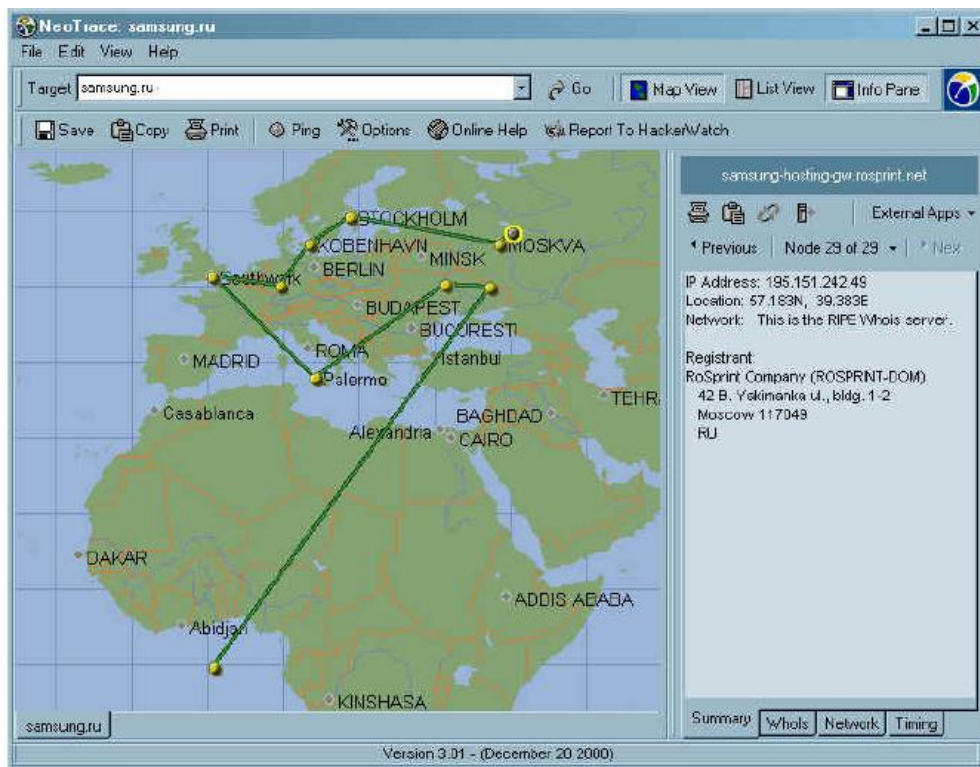 NeoTrace: samsung.ru
File Edit View Help
Target samsung.ru Go Map View List View Info Pane
Save Copy Print Ping Options Online Help Report To HackerWatch
STOCKHOLM
KOBENHAVN
MOSKVA
MINSK
BERLIN
Southwark
BUDAPEST
BUCURESTI
ROMA
MADRID
Istanbul
Palermo
TEHRA
Casablanca
BAGHDAD
Alexandria
CAIRO
DAKAR
ADDIS ABABA
Abidjan
KINSHASA
samsung.ru
samsung-hosting-gw.rosprint.net
External Apps
Previous Node 29 of 29 Next
IP Address: 195.151.242.49
Location: 57.183N, 39.383E
Network: This is the RIPE Whois server.
Registrant:
RoSprint Company (ROSPRINT-DOM)
42 B. Yakimanka ul., bldg. 1-2
Moscow 117049
RU
Summary WhoIs Network Timing
Version 3.01 - (December 20 2000)